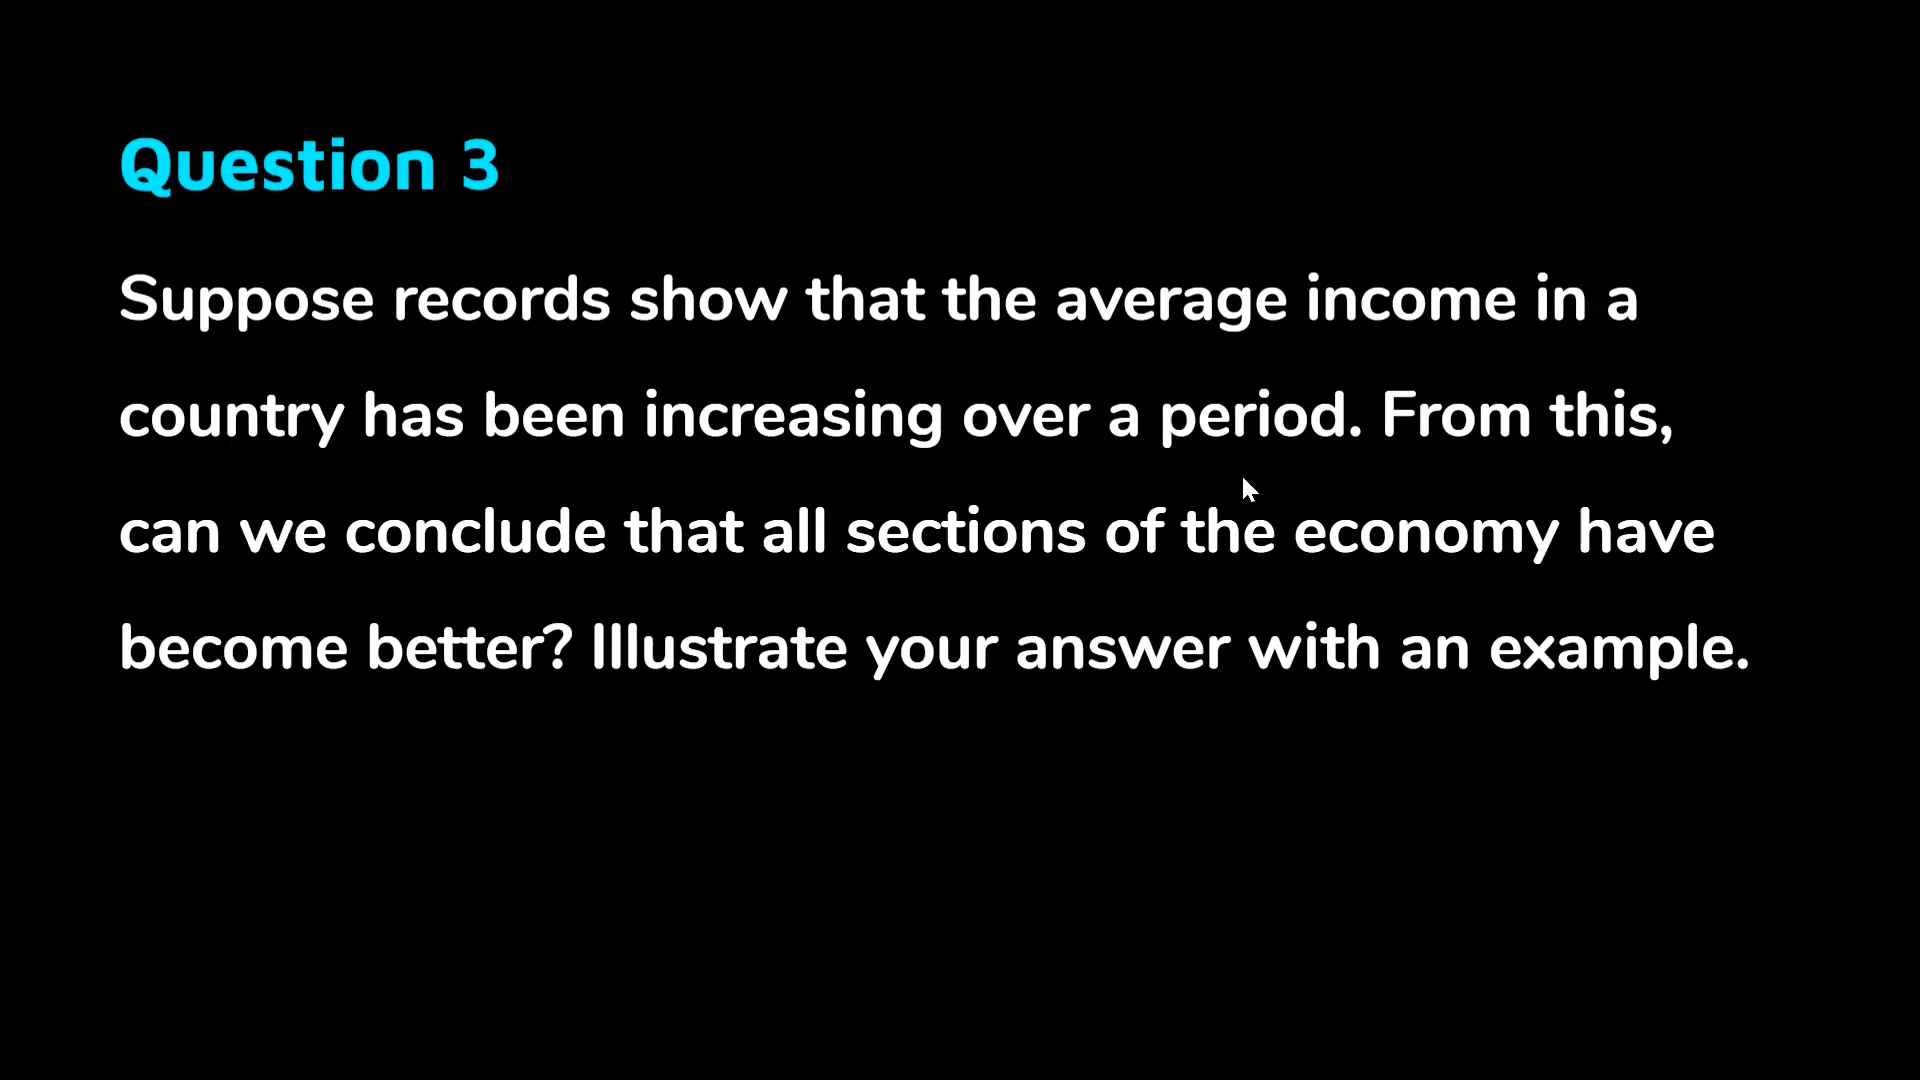 Question 3
Suppose records show that the average income in a
country has been increasing over a period. From this,
can we conclude that all sections of the economy have
become better? Illustrate your answer with an example.